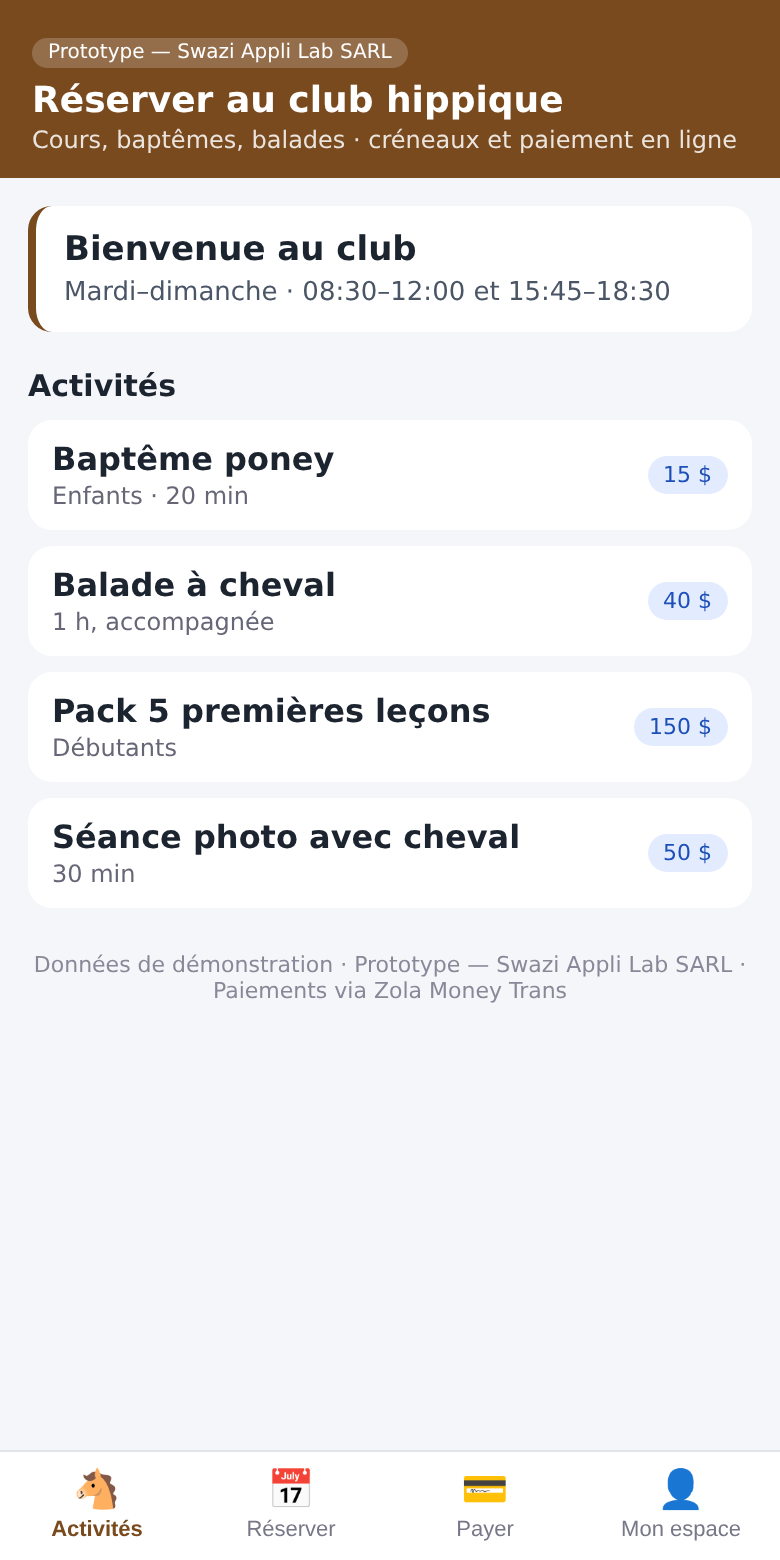 Prototype — Swazi Appli Lab SARL
Réserver au club hippique
Cours, baptêmes, balades · créneaux et paiement en ligne
Bienvenue au club
Mardi–dimanche · 08:30–12:00 et 15:45–18:30
Activités
Baptême poney
Enfants · 20 min
15 $
Balade à cheval
1 h, accompagnée
40 $
Pack 5 premières leçons
Débutants
150 $
Séance photo avec cheval
30 min
50 $
Données de démonstration · Prototype — Swazi Appli Lab SARL ·
Paiements via Zola Money Trans
July
17
Activités
Réserver
Payer
Mon espace